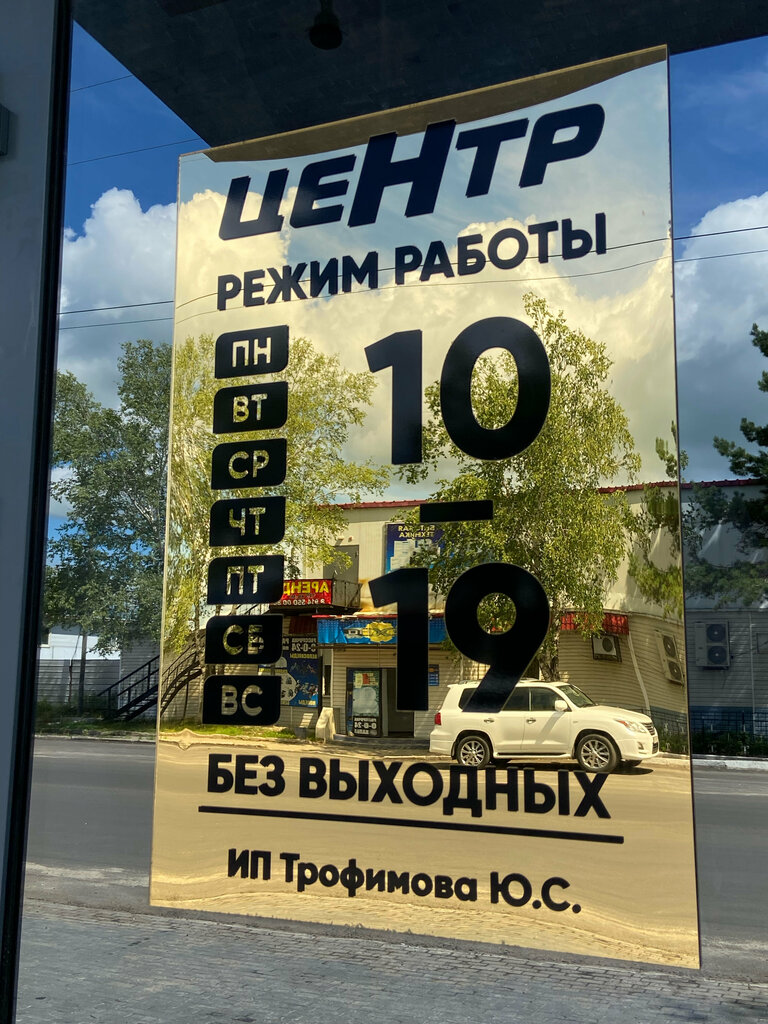 ЦеНТР
РЕЖИМ РАБОТЫ
ПН
ВТ
СР
ЧТ
ПТ
СБ
ВС
10
–
19
БЕЗ ВЫХОДНЫХ
ИП Трофимова Ю.С.